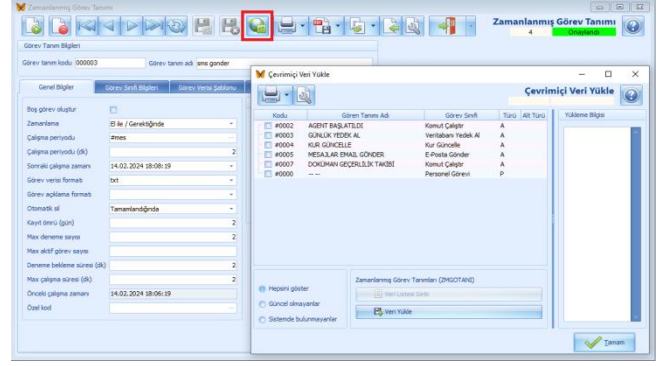 Zamanlanmış Görev Tanımı
Zamanlanmış Görev Tanımı
4 Onaylandı
Görev Tanım Bilgileri
Görev tanım kodu 000003 Görev tanım adı sms gonder
Genel Bilgiler Görev Sınıfı Bilgileri Görev Verisi Şablonu
Boş görev oluştur
Zamanlama El ile / Gerektiğinde
Çalışma periyodu #mes
Çalışma periyodu (dk) 2
Sonraki çalışma zamanı 14.02.2024 18:08:19
Görev verisi formatı txt
Görev açıklama formatı
Otomatik sil Tamamlandığında
Kayıt ömrü (gün) 2
Max deneme sayısı 2
Max aktif görev sayısı
Deneme bekleme süresi (dk) 2
Max çalışma süresi (dk) 2
Önceki çalışma zamanı 14.02.2024 18:06:19
Özel kod
Çevrimiçi Veri Yükle
Çevrimiçi Veri Yükle
Kodu Gören Tanımı Adı Görev Sınıfı Türü Alt Türü Yükleme Bilgisi
#0002 AGENT BAŞLATILDI Komut Çalıştır A
#0003 GÜNLÜK YEDEK AL Veritabanı Yedek Al A
#0004 KUR GÜNCELLE Kur Güncelle A
#0005 MESAJLAR EMAIL GÖNDER E-Posta Gönder A
#0007 DOKÜMAN GEÇERLİLİK TAKİBİ Komut Çalıştır A
#0000 -- -- Personel Görevi P
Hepsini göster
Güncel olmayanlar
Sistemde bulunmayanlar
Zamanlanmış Görev Tanımları (ZMGOTANI)
Veri Listesi Getir
Veri Yükle
Tamam